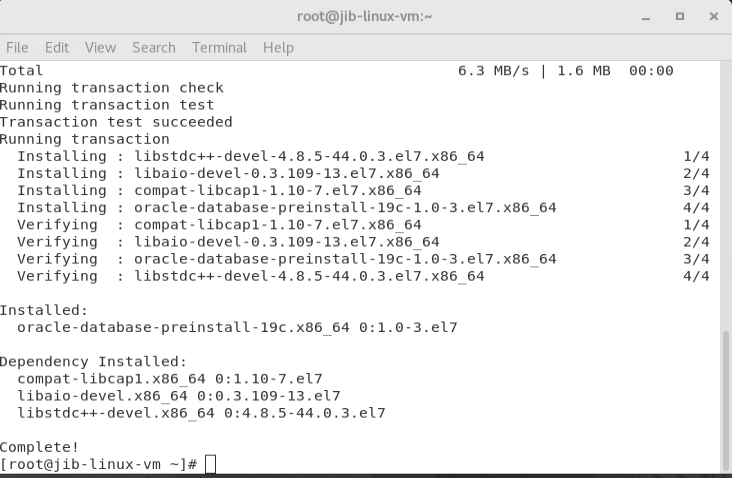 root@jib-linux-vm:~
File Edit View Search Terminal Help
Total 6.3 MB/s | 1.6 MB 00:00
Running transaction check
Running transaction test
Transaction test succeeded
Running transaction
Installing : libstdc++-devel-4.8.5-44.0.3.el7.x86_64 1/4
Installing : libaio-devel-0.3.109-13.el7.x86_64 2/4
Installing : compat-libcap1-1.10-7.el7.x86_64 3/4
Installing : oracle-database-preinstall-19c-1.0-3.el7.x86_64 4/4
Verifying : compat-libcap1-1.10-7.el7.x86_64 1/4
Verifying : libaio-devel-0.3.109-13.el7.x86_64 2/4
Verifying : oracle-database-preinstall-19c-1.0-3.el7.x86_64 3/4
Verifying : libstdc++-devel-4.8.5-44.0.3.el7.x86_64 4/4
Installed:
oracle-database-preinstall-19c.x86_64 0:1.0-3.el7
Dependency Installed:
compat-libcap1.x86_64 0:1.10-7.el7
libaio-devel.x86_64 0:0.3.109-13.el7
libstdc++-devel.x86_64 0:4.8.5-44.0.3.el7
Complete!
[root@jib-linux-vm ~]#